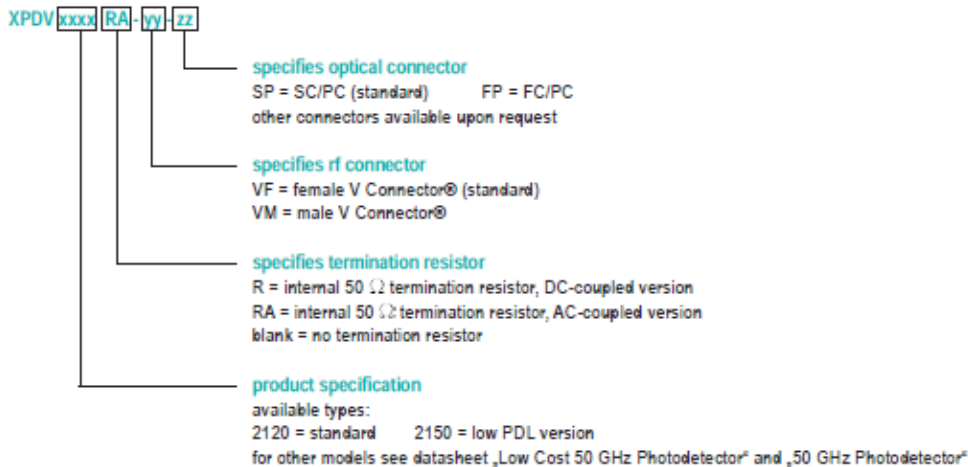 XPDV xxxx RA - yy - zz
specifies optical connector
SP = SC/PC (standard) FP = FC/PC
other connectors available upon request
specifies rf connector
VF = female V Connector® (standard)
VM = male V Connector®
specifies termination resistor
R = internal 50 Ω termination resistor, DC-coupled version
RA = internal 50 Ω termination resistor, AC-coupled version
blank = no termination resistor
product specification
available types:
2120 = standard 2150 = low PDL version
for other models see datasheet „Low Cost 50 GHz Photodetector“ and „50 GHz Photodetector“